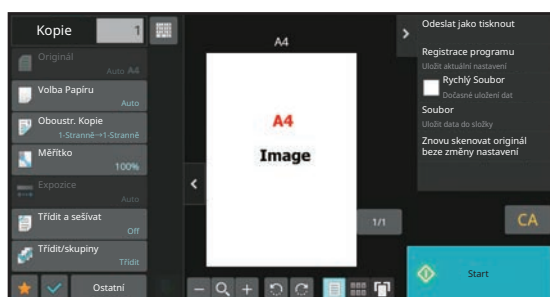 Kopie
1
Originál
Auto A4
Volba Papíru
Auto
Oboustr. Kopie
1-Stranně→1-Stranně
Měřítko
100%
Expozice
Auto
Třídit a sešívat
Off
Třídit/skupiny
Třídit
Ostatní
A4
A4
Image
1/1
Odeslat jako tisknout
Registrace programu
Uložit aktuální nastavení
Rychlý Soubor
Dočasné uložení dat
Soubor
Uložit data do složky
Znovu skenovat originál
beze změny nastavení
CA
Start